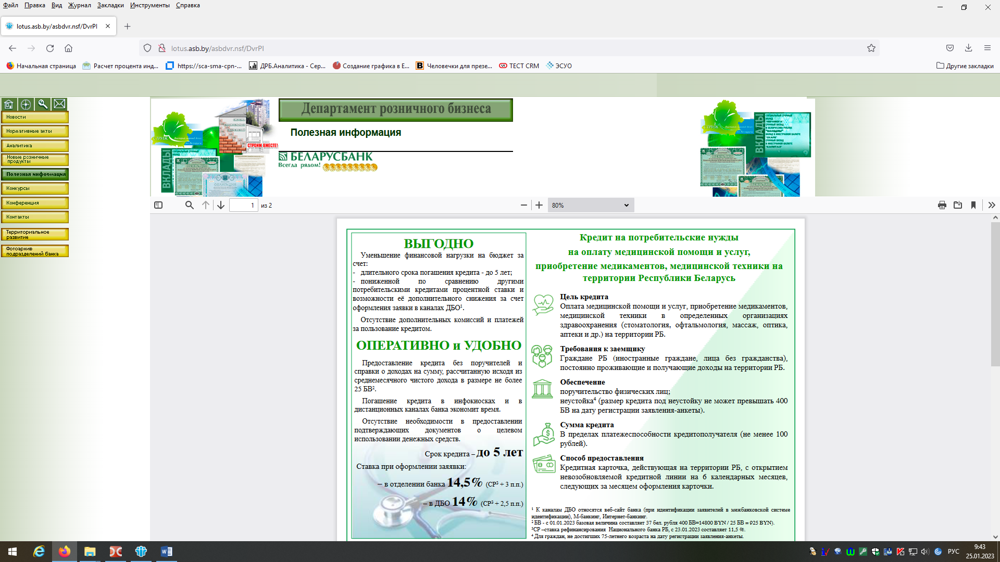 Файл Правка Вид Журнал Закладки Инструменты Справка
lotus.asb.by/asbdvr.nsf/DvrPI
lotus.asb.by/asbdvr.nsf/DvrPI
Начальная страница Расчет процента инд... https://sca-sma-cpn-... ДРБ.Аналитика - Сер... Создание графика в E... Человечки для презе... ТЕСТ CRM ЭСУО Другие закладки
Новости
Нормативные акты
Аналитика
Новые розничные
продукты
Полезная информация
Конкурсы
Конференция
Контакты
Территориальное
развитие
Фотоархив
подразделений банка
СТРОИМ ВМЕСТЕ!
ВКЛАДЫ
Департамент розничного бизнеса
Полезная информация
БЕЛАРУСБАНК
Всегда рядом!
ВКЛАДЫ
1 из 2
80%
ВЫГОДНО
Уменьшение финансовой нагрузки на бюджет за
счет:
- длительного срока погашения кредита - до 5 лет;
- пониженной по сравнению другими
потребительскими кредитами процентной ставки и
возможности её дополнительного снижения за счет
оформления заявки в каналах ДБО¹.
Отсутствие дополнительных комиссий и платежей
за пользование кредитом.
ОПЕРАТИВНО и УДОБНО
Предоставление кредита без поручителей и
справки о доходах на сумму, рассчитанную исходя из
среднемесячного чистого дохода в размере не более
25 БВ².
Погашение кредита в инфокиосках и в
дистанционных каналах банка экономит время.
Отсутствие необходимости в предоставлении
подтверждающих документов о целевом
использовании денежных средств.
Срок кредита – до 5 лет
Ставка при оформлении заяявки:
– в отделении банка 14,5% (СР³ + 3 п.п.)
– в ДБО 14% (СР³ + 2,5 п.п.)
Кредит на потребительские нужды
на оплату медицинской помощи и услуг,
приобретение медикаментов, медицинской техники на
территории Республики Беларусь
Цель кредита
Оплата медицинской помощи и услуг, приобретение медикаментов,
медицинской техники в определенных организациях
здравоохранения (стоматология, офтальмология, массаж, оптика,
аптеки и др.) на территории РБ.
Требования к заемщику
Граждане РБ (иностранные граждане, лица без гражданства),
постоянно проживающие и получающие доходы на территории РБ.
Обеспечение
поручительство физических лиц;
неустойка⁴ (размер кредита под неустойку не может превышать 400
БВ на дату регистрации заявления-анкеты).
Сумма кредита
В пределах платежеспособности кредитополучателя (не менее 100
рублей).
Способ предоставления
Кредитная карточка, действующая на территории РБ, с открытием
невозобновляемой кредитной линии на 6 календарных месяцев,
следующих за месяцем оформления карточки.
¹ К каналам ДБО относятся веб-сайт банка (при идентификации заявителей в межбанковской системе
идентификации), М-банкинг, Интернет-банкинг.
² БВ - с 01.01.2023 базовая величина составляет 37 бел. рубля 400 БВ=14800 BYN / 25 БВ = 925 BYN).
³СР –ставка рефинансирования Национального банка РБ, с 23.01.2023 составляет 11,5 %.
⁴ Для граждан, не достигших 75-летнего возраста на дату регистрации заявления-анкеты.
РУС
9:43
25.01.2023